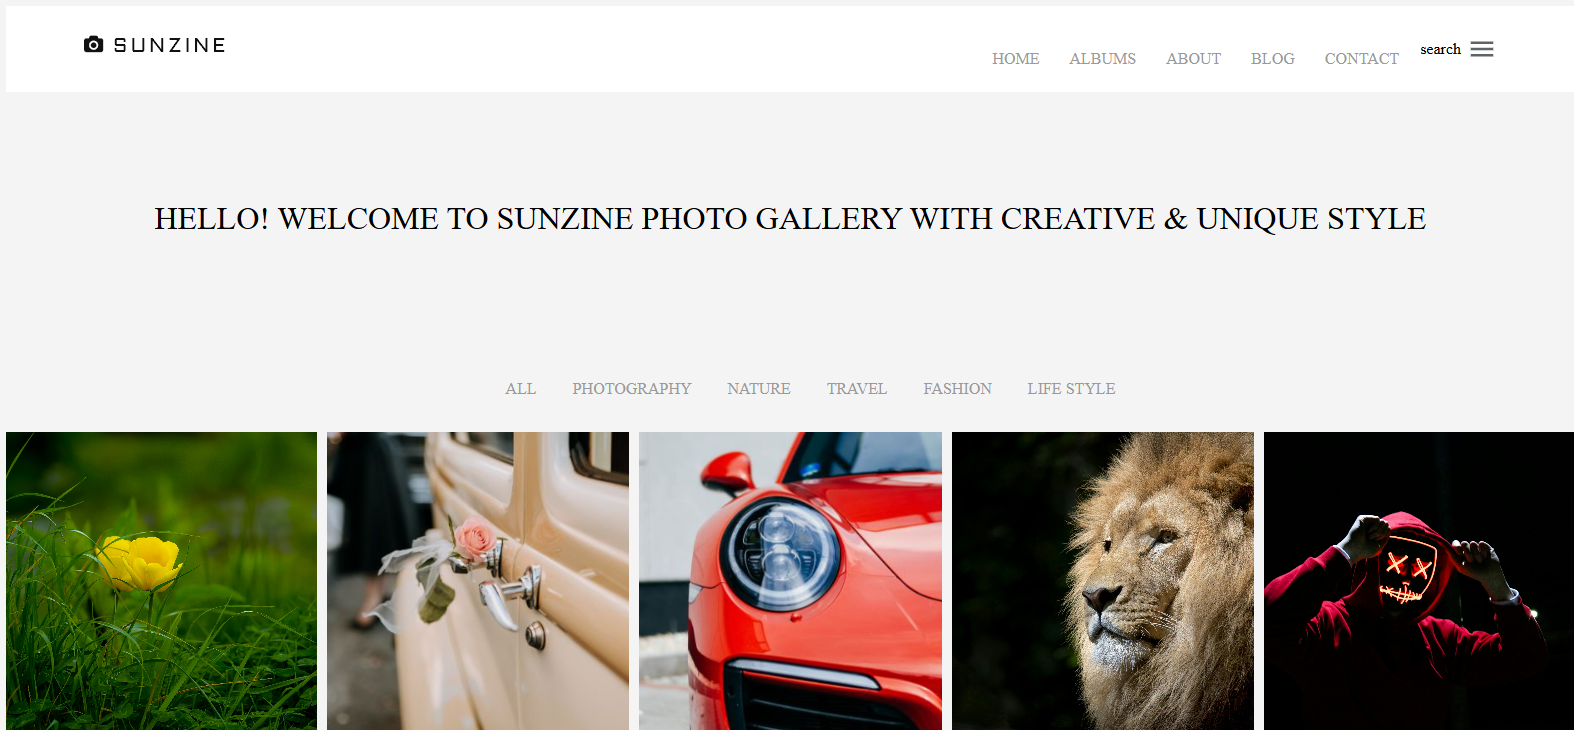 SUNZINE
HOME ALBUMS ABOUT BLOG CONTACT search
HELLO! WELCOME TO SUNZINE PHOTO GALLERY WITH CREATIVE & UNIQUE STYLE
ALL PHOTOGRAPHY NATURE TRAVEL FASHION LIFE STYLE